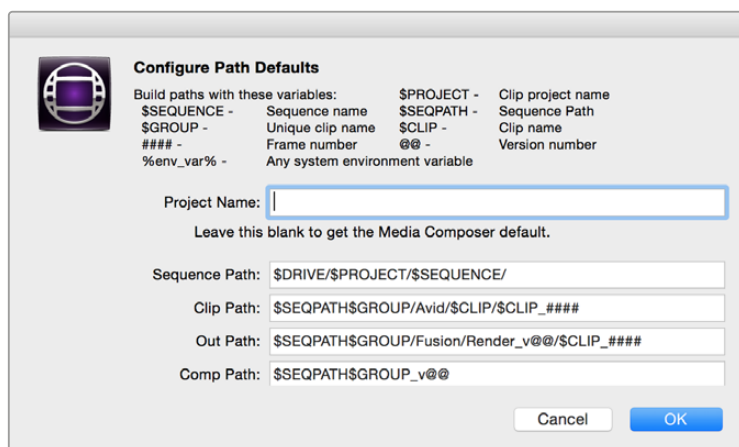 Configure Path Defaults
Build paths with these variables: $PROJECT - Clip project name
$SEQUENCE - Sequence name $SEQPATH - Sequence Path
$GROUP - Unique clip name $CLIP - Clip name
#### - Frame number @@ - Version number
%env_var% - Any system environment variable
Project Name:
Leave this blank to get the Media Composer default.
Sequence Path: $DRIVE/$PROJECT/$SEQUENCE/
Clip Path: $SEQPATH$GROUP/Avid/$CLIP/$CLIP_####
Out Path: $SEQPATH$GROUP/Fusion/Render_v@@/$CLIP_####
Comp Path: $SEQPATH$GROUP_v@@
Cancel OK